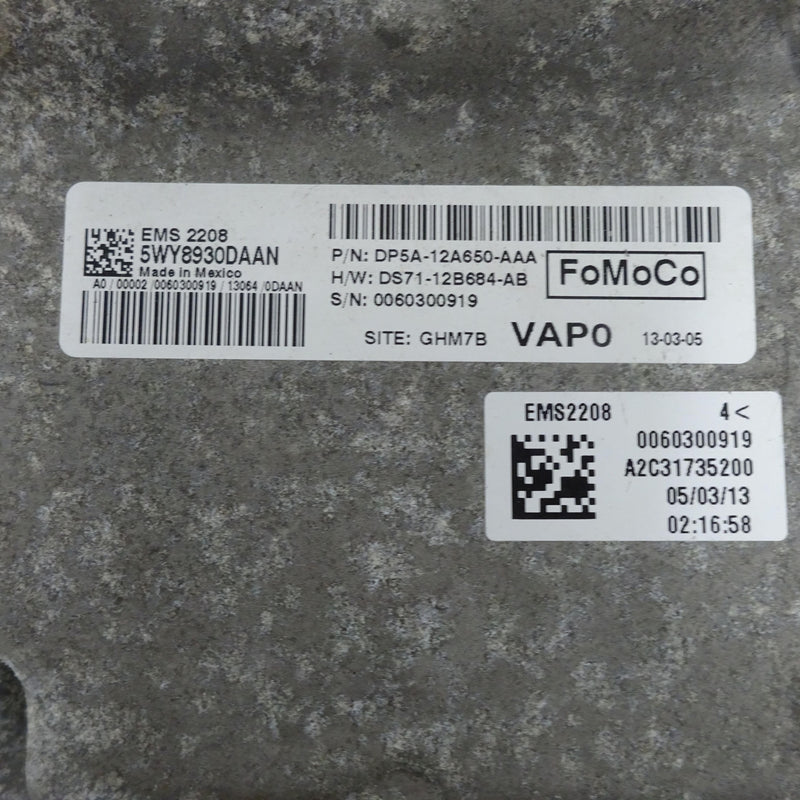 EMS 2208
5WY8930DAAN
Made in Mexico
A0 / 00002 / 0060300919 / 13064 / 0DAAN
P/N: DP5A-12A650-AAA
H/W: DS71-12B684-AB
S/N: 0060300919
FoMoCo
SITE: GHM7B
VAP0
13-03-05
EMS2208 4<
0060300919
A2C31735200
05/03/13
02:16:58